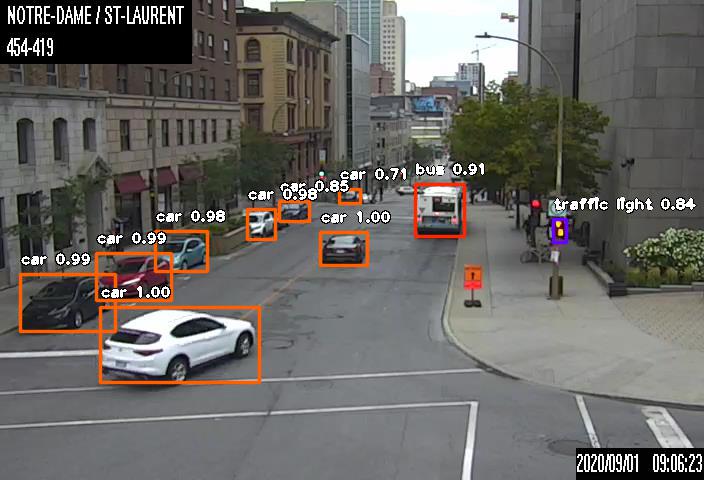 NOTRE-DAME / ST-LAURENT
454-419
car 0.71
bus 0.91
car 0.85
car 0.98
traffic light 0.84
car 0.98
car 1.00
car 0.99
car 0.99
car 1.00
2020/09/01 09:06:23